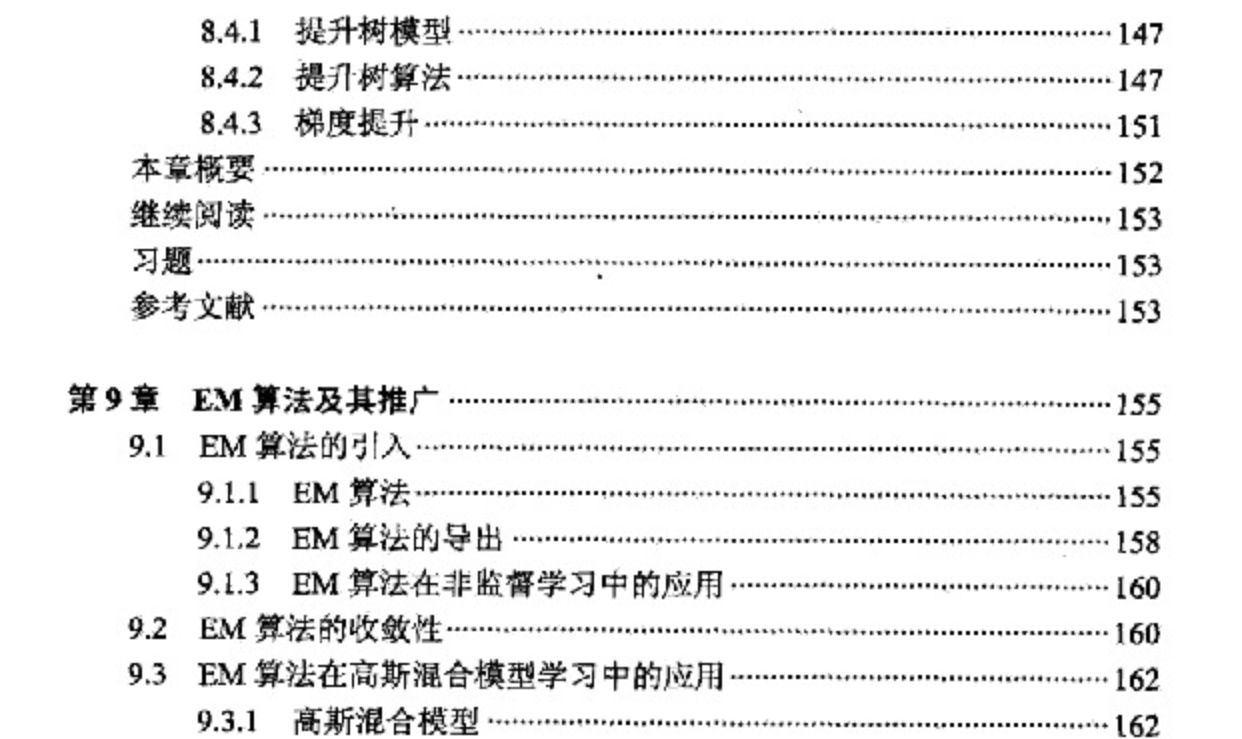 8.4.1 提升树模型 147
8.4.2 提升树算法 147
8.4.3 梯度提升 151
本章概要 152
继续阅读 153
习题 153
参考文献 153
第 9 章 EM 算法及其推广 155
9.1 EM 算法的引入 155
9.1.1 EM 算法 155
9.1.2 EM 算法的导出 158
9.1.3 EM 算法在非监督学习中的应用 160
9.2 EM 算法的收敛性 160
9.3 EM 算法在高斯混合模型学习中的应用 162
9.3.1 高斯混合模型 162